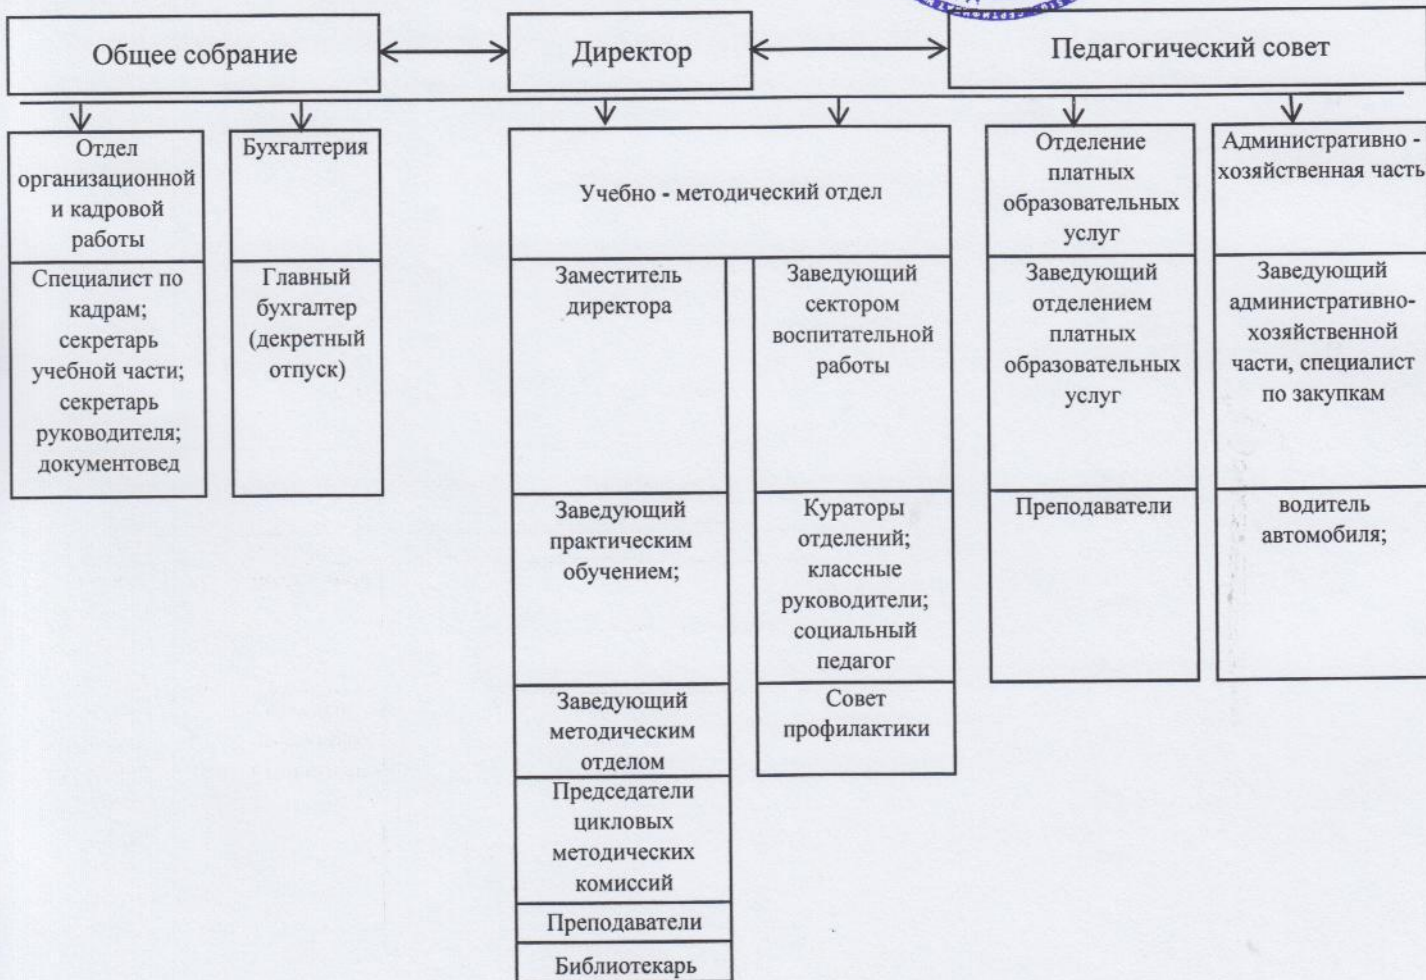 Общее собрание
Директор
Педагогический совет
Отдел
организационной
и кадровой
работы
Специалист по
кадрам;
секретарь
учебной части;
секретарь
руководителя;
документовед
Бухгалтерия
Главный
бухгалтер
(декретный
отпуск)
Учебно - методический отдел
Заместитель
директора
Заведующий
практическим
обучением;
Заведующий
методическим
отделом
Председатели
цикловых
методических
комиссий
Преподаватели
Библиотекарь
Заведующий
сектором
воспитательной
работы
Кураторы
отделений;
классные
руководители;
социальный
педагог
Совет
профилактики
Отделение
платных
образовательных
услуг
Заведующий
отделением
платных
образовательных
услуг
Преподаватели
Административно -
хозяйственная часть
Заведующий
административно-
хозяйственной
части, специалист
по закупкам
водитель
автомобиля;